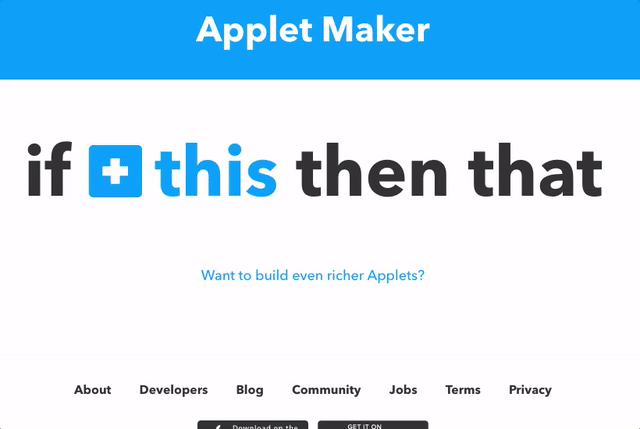 Applet Maker
if this then that
Want to build even richer Applets?
About Developers Blog Community Jobs Terms Privacy
Download on the GET IT ON